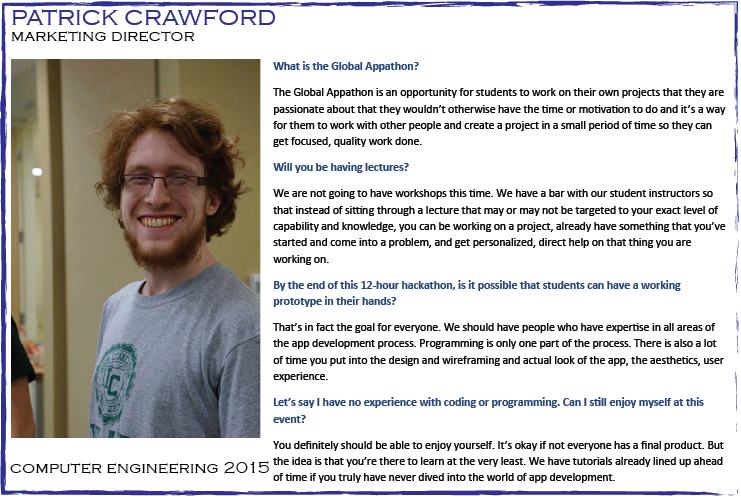 PATRICK CRAWFORD
MARKETING DIRECTOR
What is the Global Appathon?
The Global Appathon is an opportunity for students to work on their own projects that they are
passionate about that they wouldn't otherwise have the time or motivation to do and it's a way
for them to work with other people and create a project in a small period of time so they can
get focused, quality work done.
Will you be having lectures?
We are not going to have workshops this time. We have a bar with our student instructors so
that instead of sitting through a lecture that may or may not be targeted to your exact level of
capability and knowledge, you can be working on a project, already have something that you've
started and come into a problem, and get personalized, direct help on that thing you are
working on.
By the end of this 12-hour hackathon, is it possible that students can have a working
prototype in their hands?
That's in fact the goal for everyone. We should have people who have expertise in all areas of
the app development process. Programming is only one part of the process. There is also a lot
of time you put into the design and wireframing and actual look of the app, the aesthetics, user
experience.
Let's say I have no experience with coding or programming. Can I still enjoy myself at this
event?
You definitely should be able to enjoy yourself. It's okay if not everyone has a final product. But
the idea is that you're there to learn at the very least. We have tutorials already lined up ahead
of time if you truly have never dived into the world of app development.
COMPUTER ENGINEERING 2015